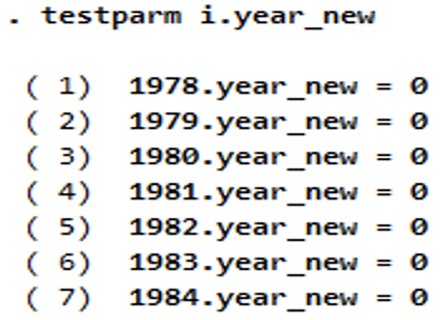 . testparm i.year_new
( 1) 1978.year_new = 0
( 2) 1979.year_new = 0
( 3) 1980.year_new = 0
( 4) 1981.year_new = 0
( 5) 1982.year_new = 0
( 6) 1983.year_new = 0
( 7) 1984.year_new = 0